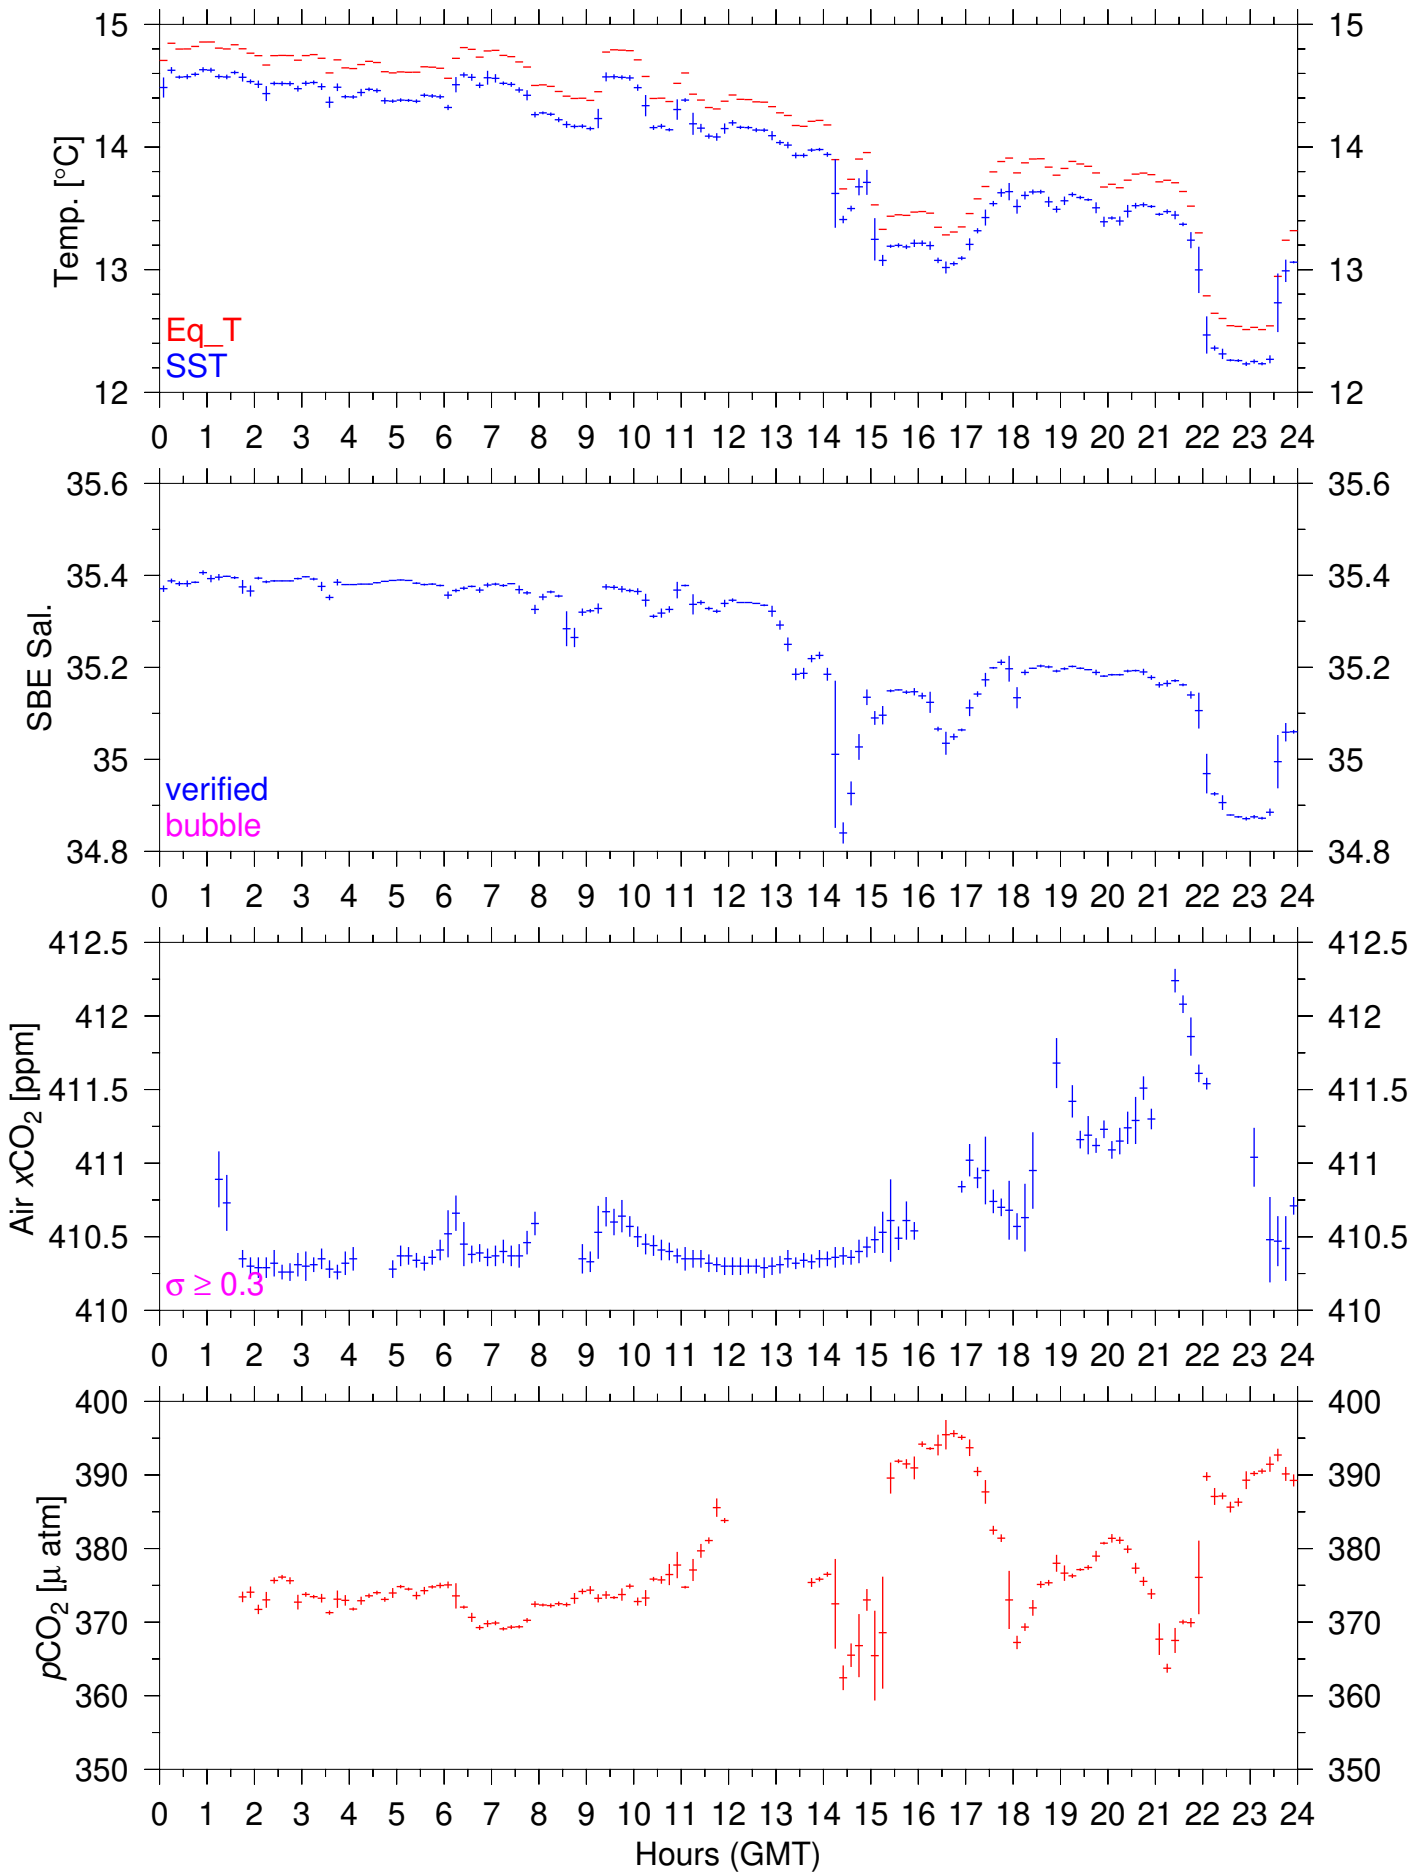 15 15
14 14
13 13
12 12
Temp. [°C]
Eq_T
SST
0 1 2 3 4 5 6 7 8 9 10 11 12 13 14 15 16 17 18 19 20 21 22 23 24
35.6 35.6
35.4 35.4
35.2 35.2
35 35
34.8 34.8
SBE Sal.
verified
bubble
0 1 2 3 4 5 6 7 8 9 10 11 12 13 14 15 16 17 18 19 20 21 22 23 24
412.5 412.5
412 412
411.5 411.5
411 411
410.5 410.5
410 410
Air xCO₂ [ppm]
σ ≥ 0.3
0 1 2 3 4 5 6 7 8 9 10 11 12 13 14 15 16 17 18 19 20 21 22 23 24
400 400
390 390
380 380
370 370
360 360
350 350
pCO₂ [μ atm]
0 1 2 3 4 5 6 7 8 9 10 11 12 13 14 15 16 17 18 19 20 21 22 23 24
Hours (GMT)